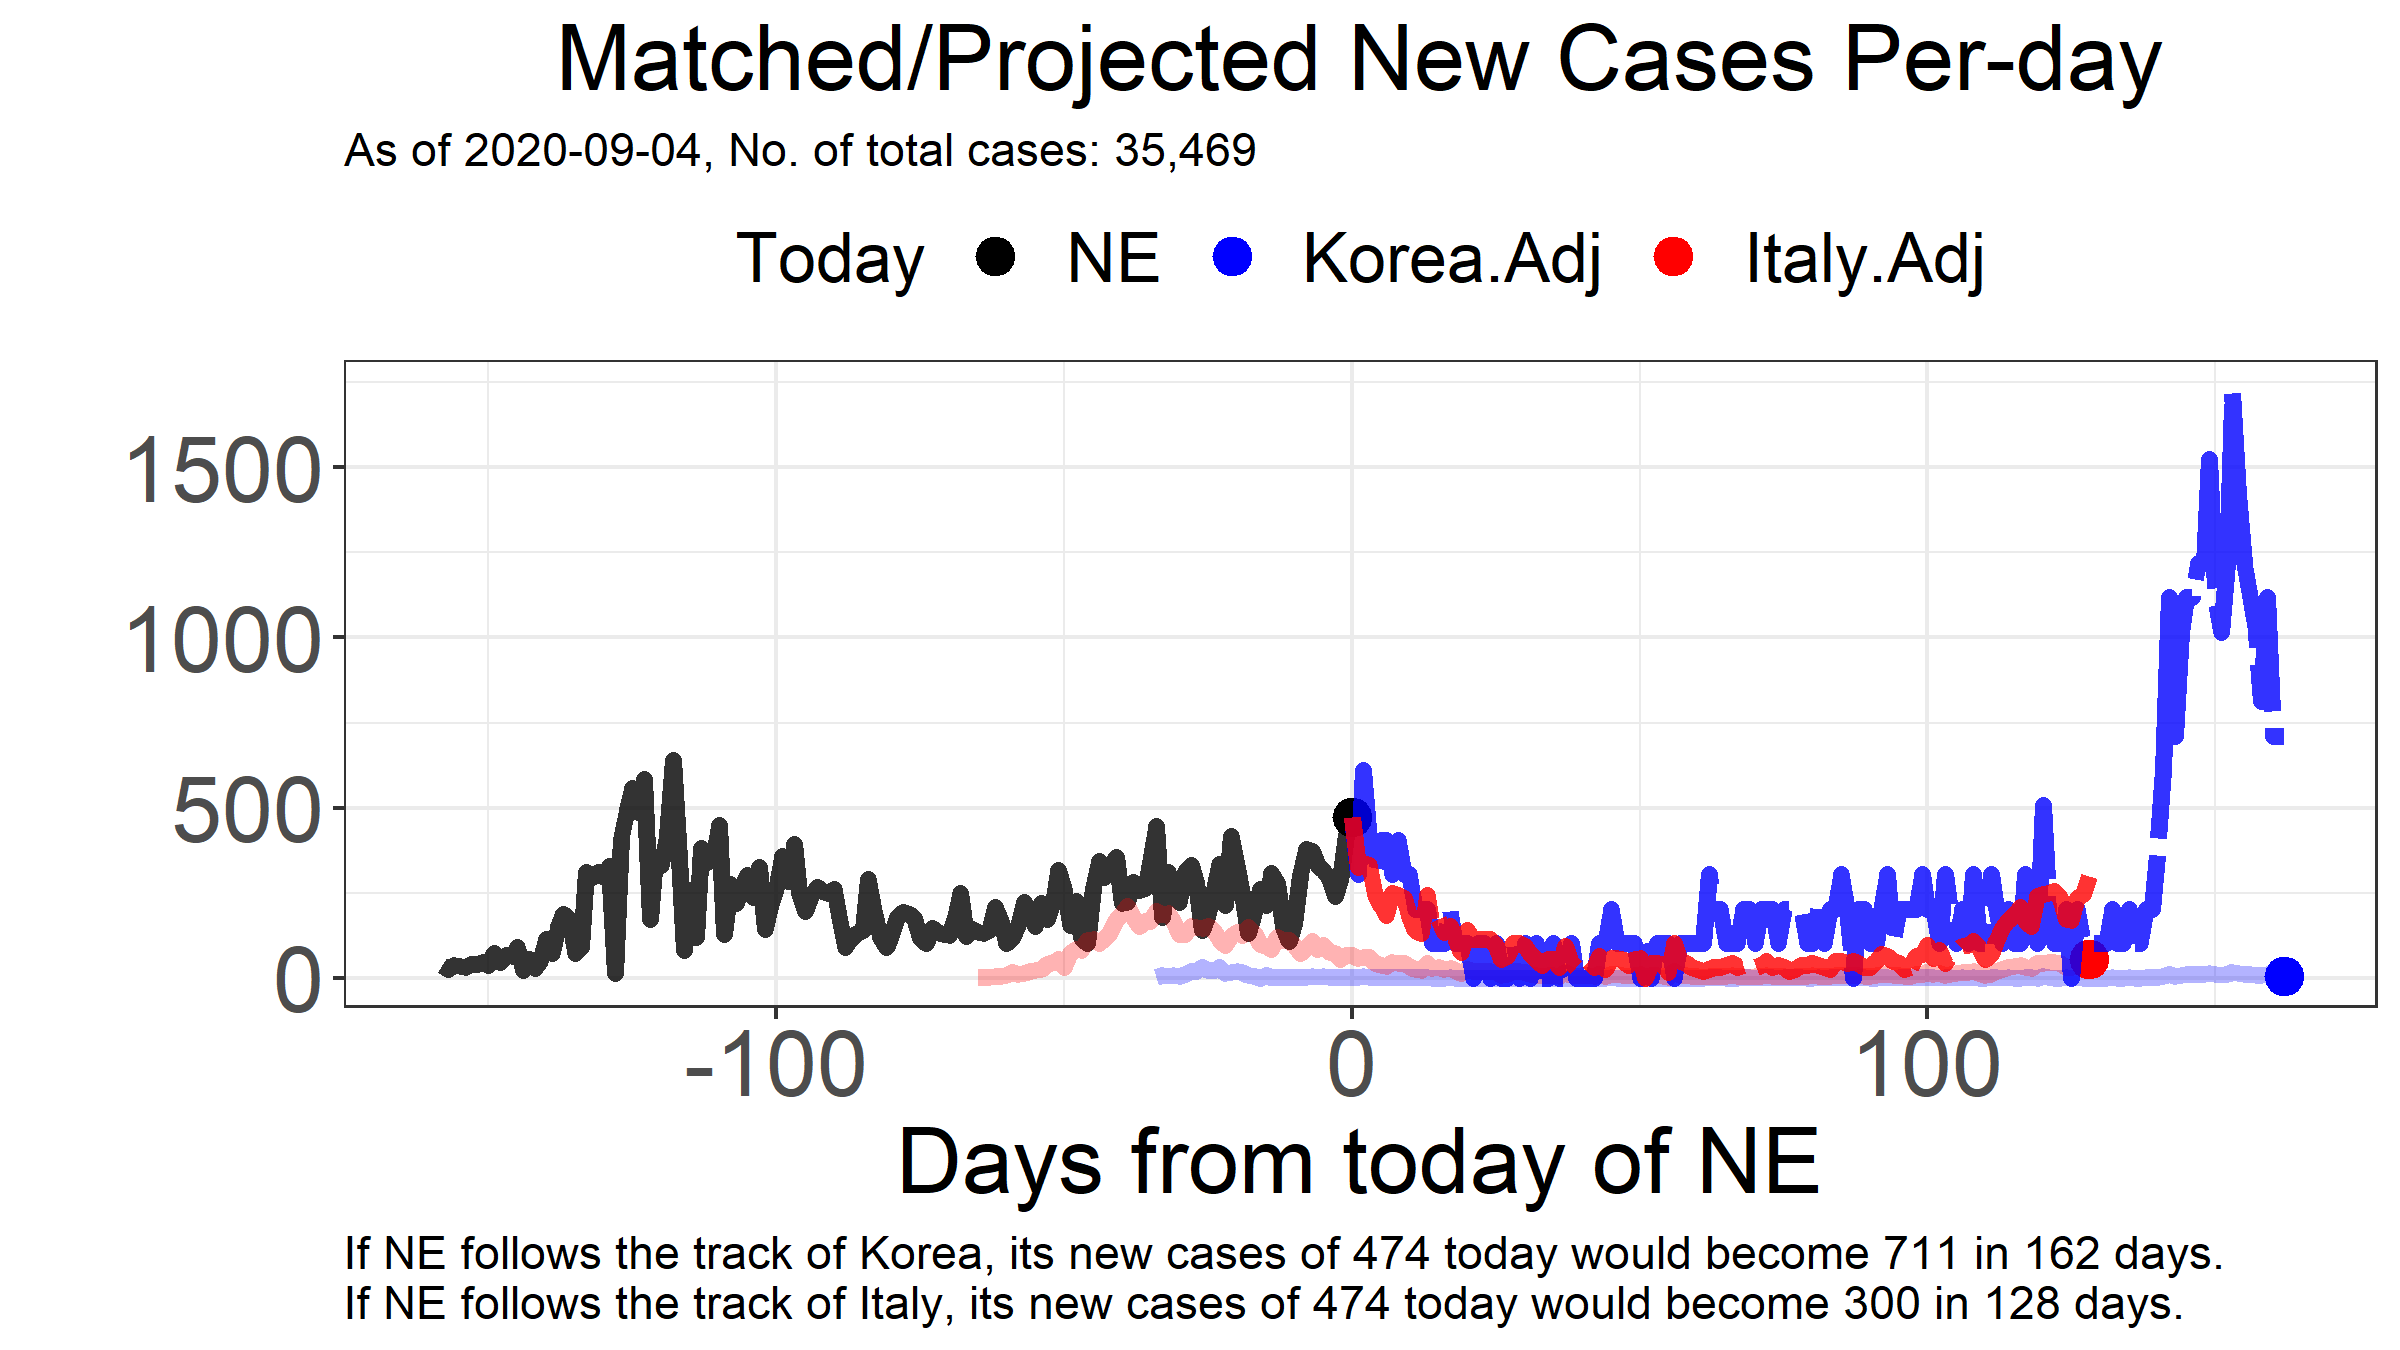 Matched/Projected New Cases Per-day
As of 2020-09-04, No. of total cases: 35,469
Today NE Korea.Adj Italy.Adj
1500
1000
500
0
-100 0 100
Days from today of NE
If NE follows the track of Korea, its new cases of 474 today would become 711 in 162 days.
If NE follows the track of Italy, its new cases of 474 today would become 300 in 128 days.